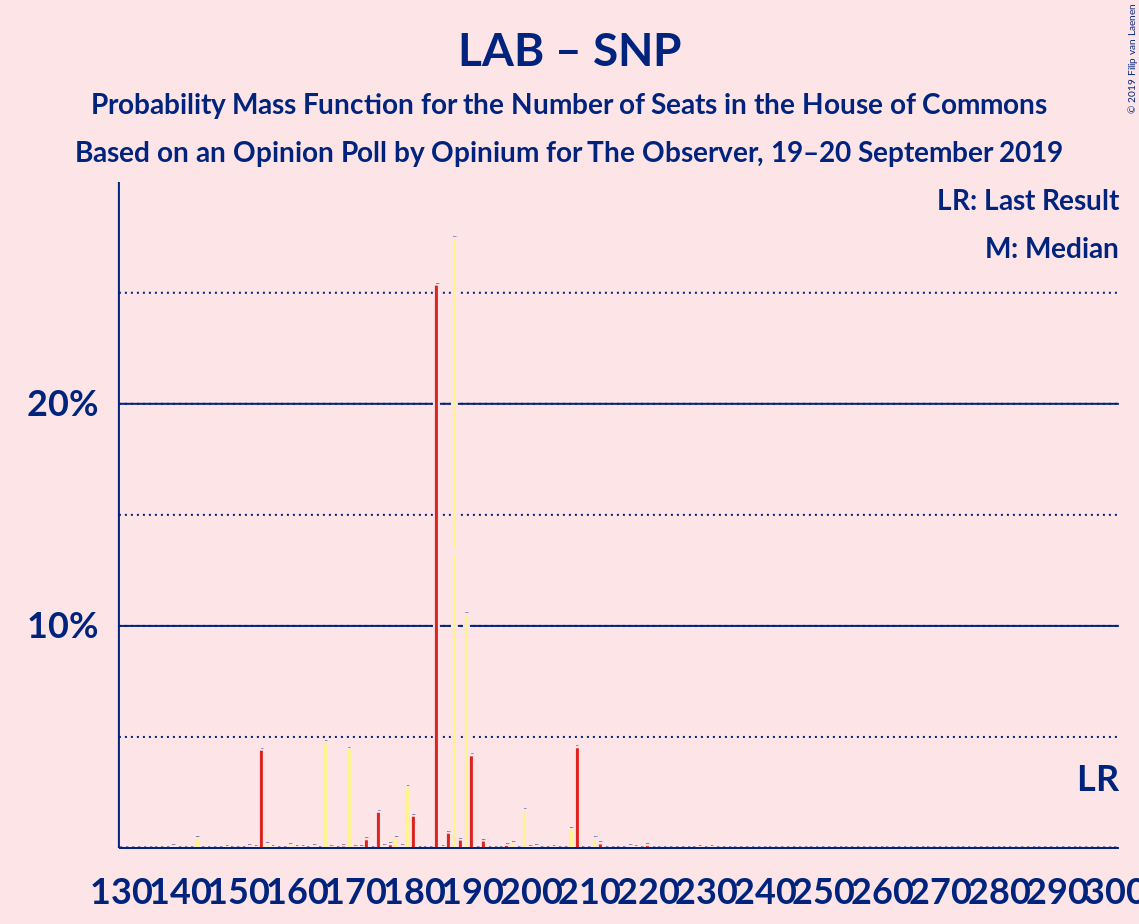 LAB – SNP
Probability Mass Function for the Number of Seats in the House of Commons
Based on an Opinion Poll by Opinium for The Observer, 19–20 September 2019
© 2019 Filip van Laenen
LR: Last Result
M: Median
20%
10%
LR
130 140 150 160 170 180 190 200 210 220 230 240 250 260 270 280 290 300